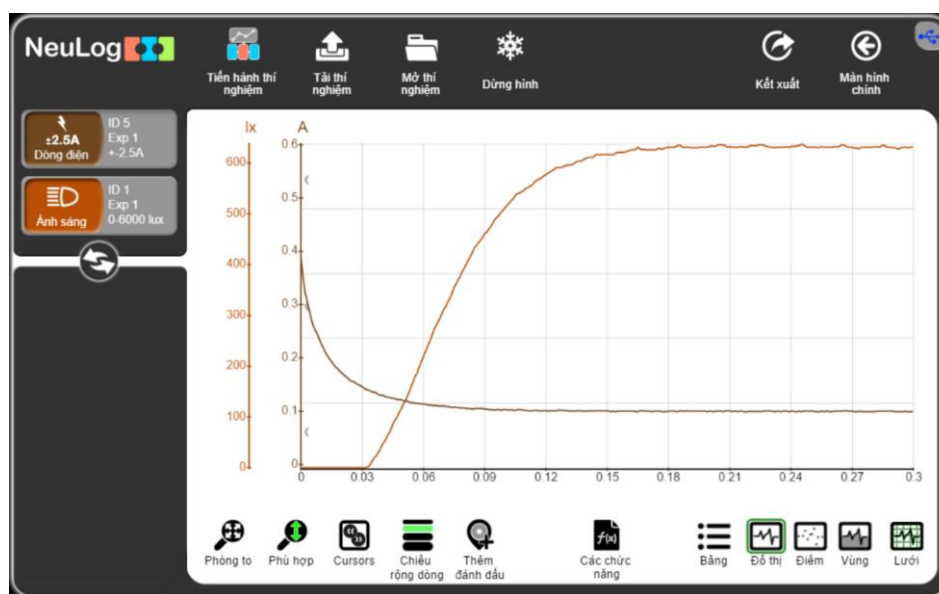 NeuLog
Tiến hành thí
nghiệm
Tải thí
nghiệm
Mở thí
nghiệm
Dừng hình
Kết xuất
Màn hình
chính
±2.5A
Dòng điện
ID 5
Exp 1
+-2.5A
Ánh sáng
ID 1
Exp 1
0-6000 lux
lx
A
600
500
400
300
200
100
0
0.6
0.5
0.4
0.3
0.2
0.1
0
0 0.03 0.06 0.09 0.12 0.15 0.18 0.21 0.24 0.27 0.3
Phòng to
Phù hợp
Cursors
Chiều
rộng dòng
Thêm
đánh dấu
f(x)
Các chức
năng
Bảng
Đồ thị
Điểm
Vùng
Lưới